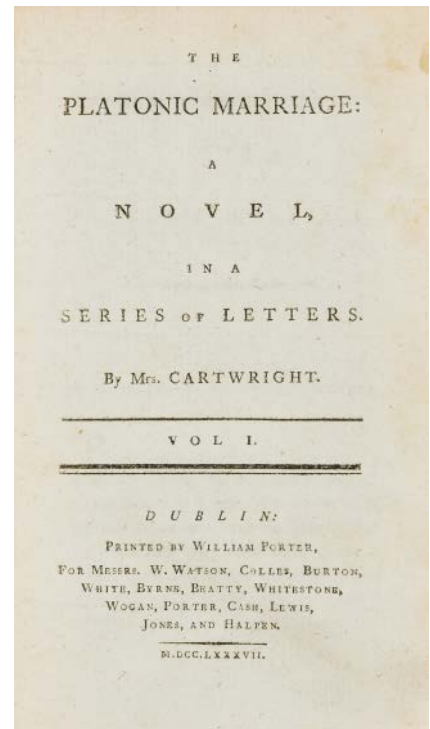 THE
PLATONIC MARRIAGE:
A
NOVEL,
IN A
SERIES OF LETTERS.
By Mrs. CARTWRIGHT.
VOL I.
DUBLIN:
PRINTED BY WILLIAM PORTER,
FOR MESSRS. W. WATSON, COLLES, BURTON,
WHITE, BYRNE, BEATTY, WHITESTONE,
WOGAN, PORTER, CASH, LEWIS,
JONES, AND HALPEN.
M.DCC.LXXXVII.